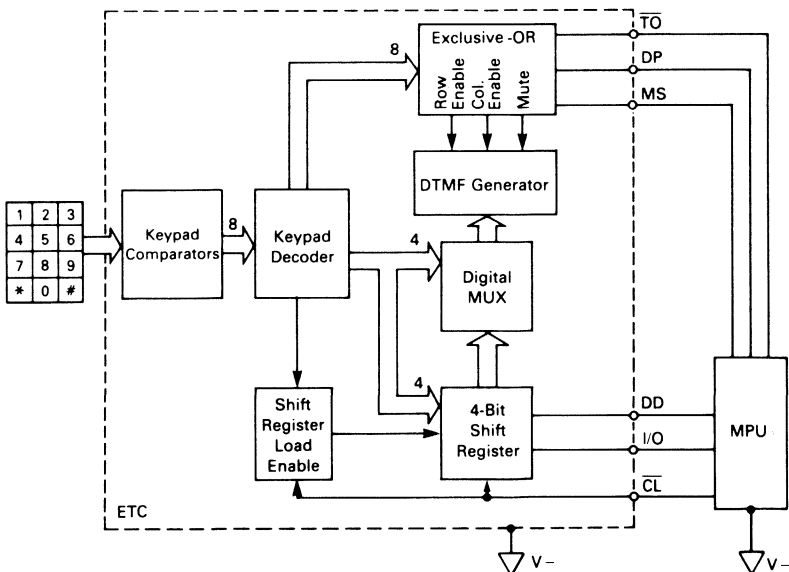 Exclusive-OR
Row
Enable
Col.
Enable
Mute
8
T̅O̅
DP
MS
DTMF Generator
1 2 3
4 5 6
7 8 9
* 0 #
Keypad
Comparators
8
Keypad
Decoder
4
Digital
MUX
4
Shift
Register
Load
Enable
4-Bit
Shift
Register
DD
I/O
C̅L̅
MPU
ETC
V–
V–